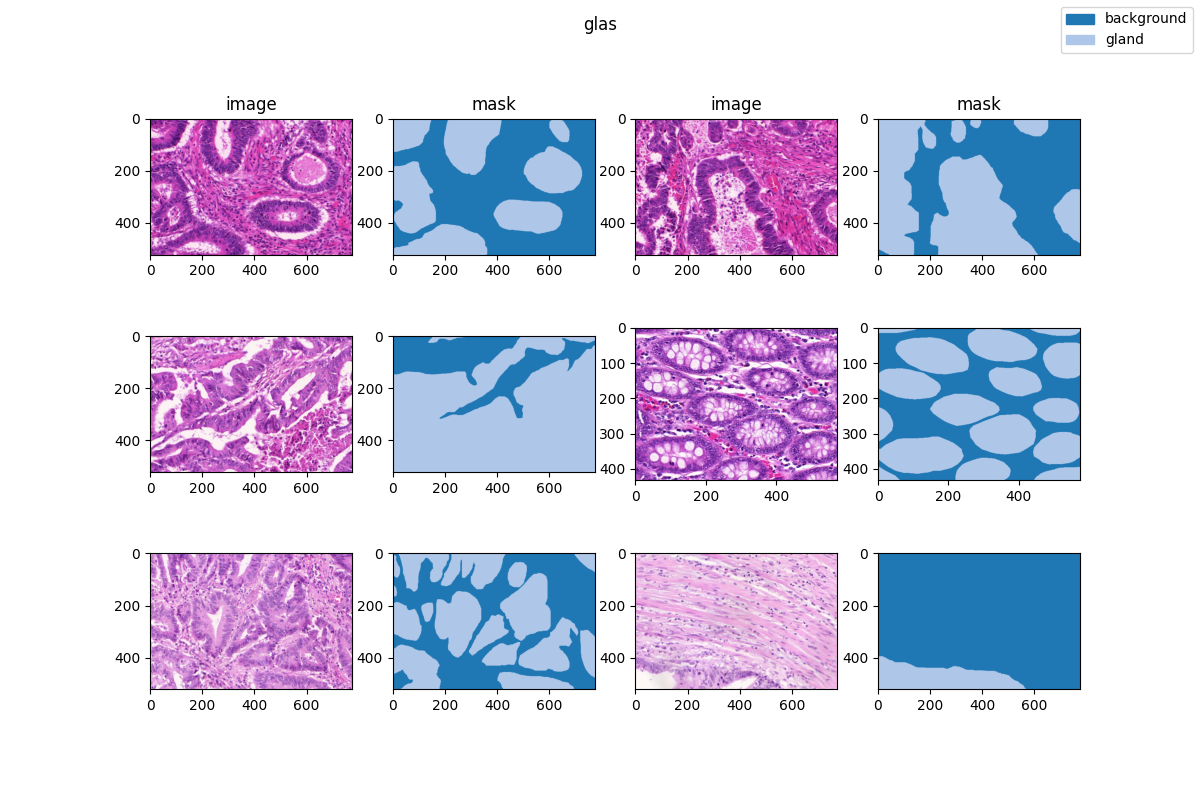 glas
background
gland
image mask image mask
0 0 0 0
200 200 200 200
400 400 400 400
0 200 400 600 0 200 400 600 0 200 400 600 0 200 400 600
0 0 0 0
200 200 100 100
400 400 200 200
300 300
400 400
0 200 400 600 0 200 400 600 0 200 400 0 200 400
0 0 0 0
200 200 200 200
400 400 400 400
0 200 400 600 0 200 400 600 0 200 400 600 0 200 400 600